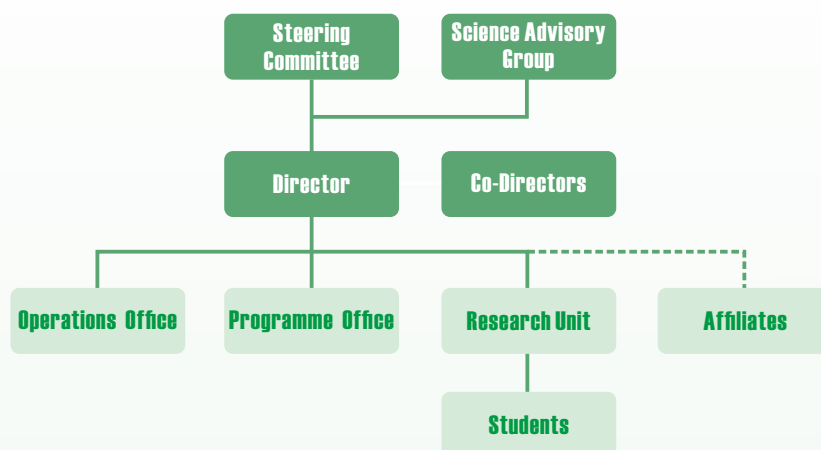 Steering
Committee
Science Advisory
Group
Director
Co-Directors
Operations Office
Programme Office
Research Unit
Affiliates
Students